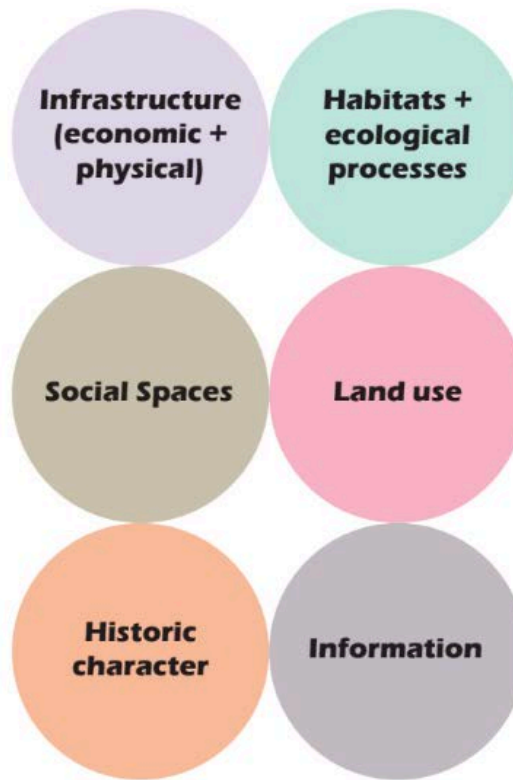 Infrastructure
(economic +
physical)
Habitats +
ecological
processes
Social Spaces
Land use
Historic
character
Information